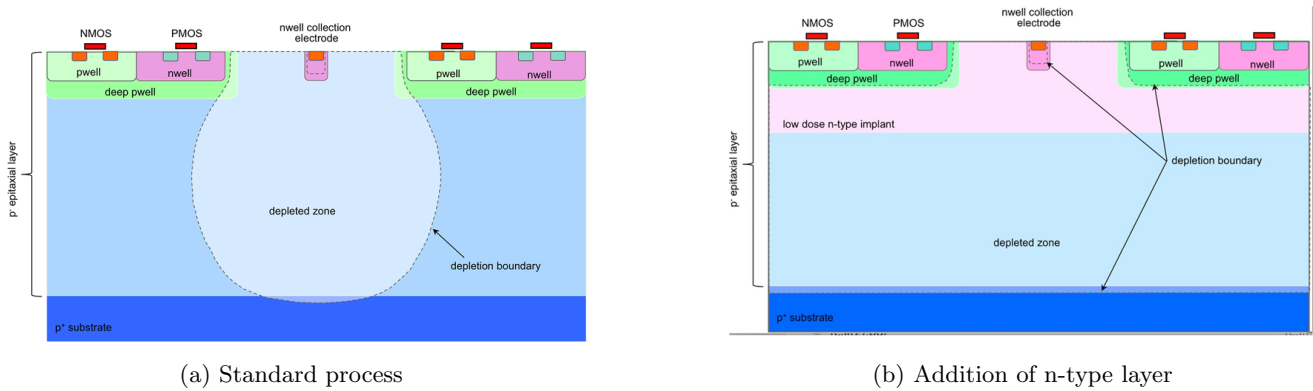 NMOS PMOS
nwell collection
electrode
pwell nwell
deep pwell
pwell nwell
deep pwell
p- epitaxial layer
depleted zone
depletion boundary
p+ substrate
(a) Standard process
NMOS PMOS
nwell collection
electrode
pwell nwell
deep pwell
pwell nwell
deep pwell
low dose n-type implant
p- epitaxial layer
depletion boundary
depleted zone
p+ substrate
(b) Addition of n-type layer